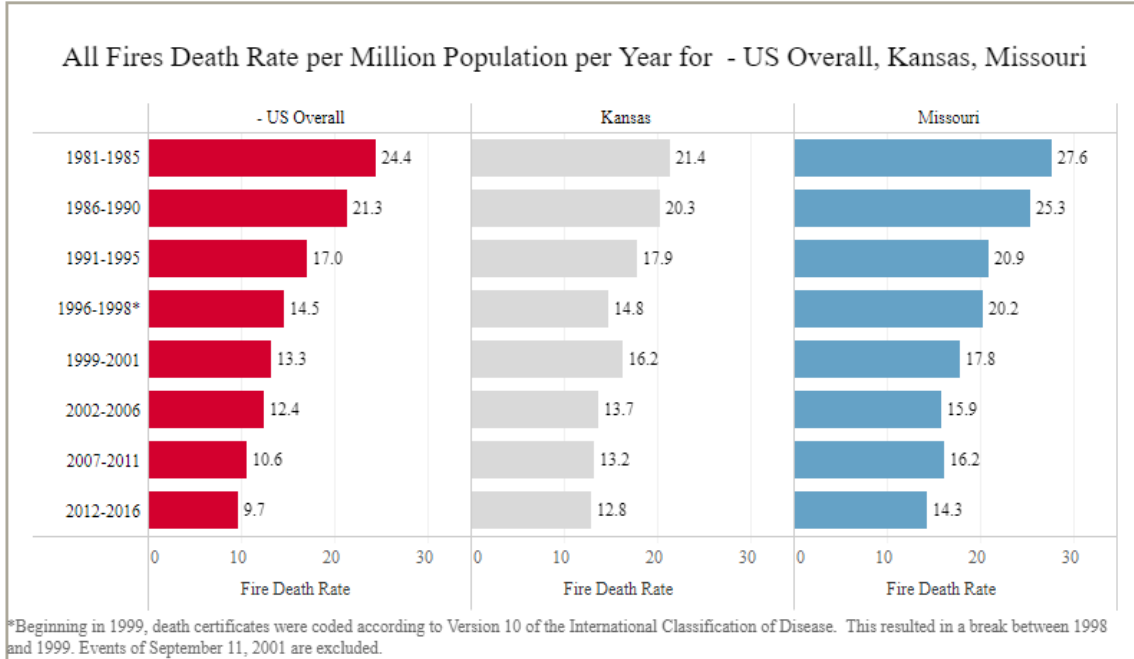 All Fires Death Rate per Million Population per Year for - US Overall, Kansas, Missouri
- US Overall Kansas Missouri
1981-1985 24.4 21.4 27.6
1986-1990 21.3 20.3 25.3
1991-1995 17.0 17.9 20.9
1996-1998* 14.5 14.8 20.2
1999-2001 13.3 16.2 17.8
2002-2006 12.4 13.7 15.9
2007-2011 10.6 13.2 16.2
2012-2016 9.7 12.8 14.3
0 10 20 30 0 10 20 30 0 10 20 30
Fire Death Rate Fire Death Rate Fire Death Rate
*Beginning in 1999, death certificates were coded according to Version 10 of the International Classification of Disease. This resulted in a break between 1998
and 1999. Events of September 11, 2001 are excluded.